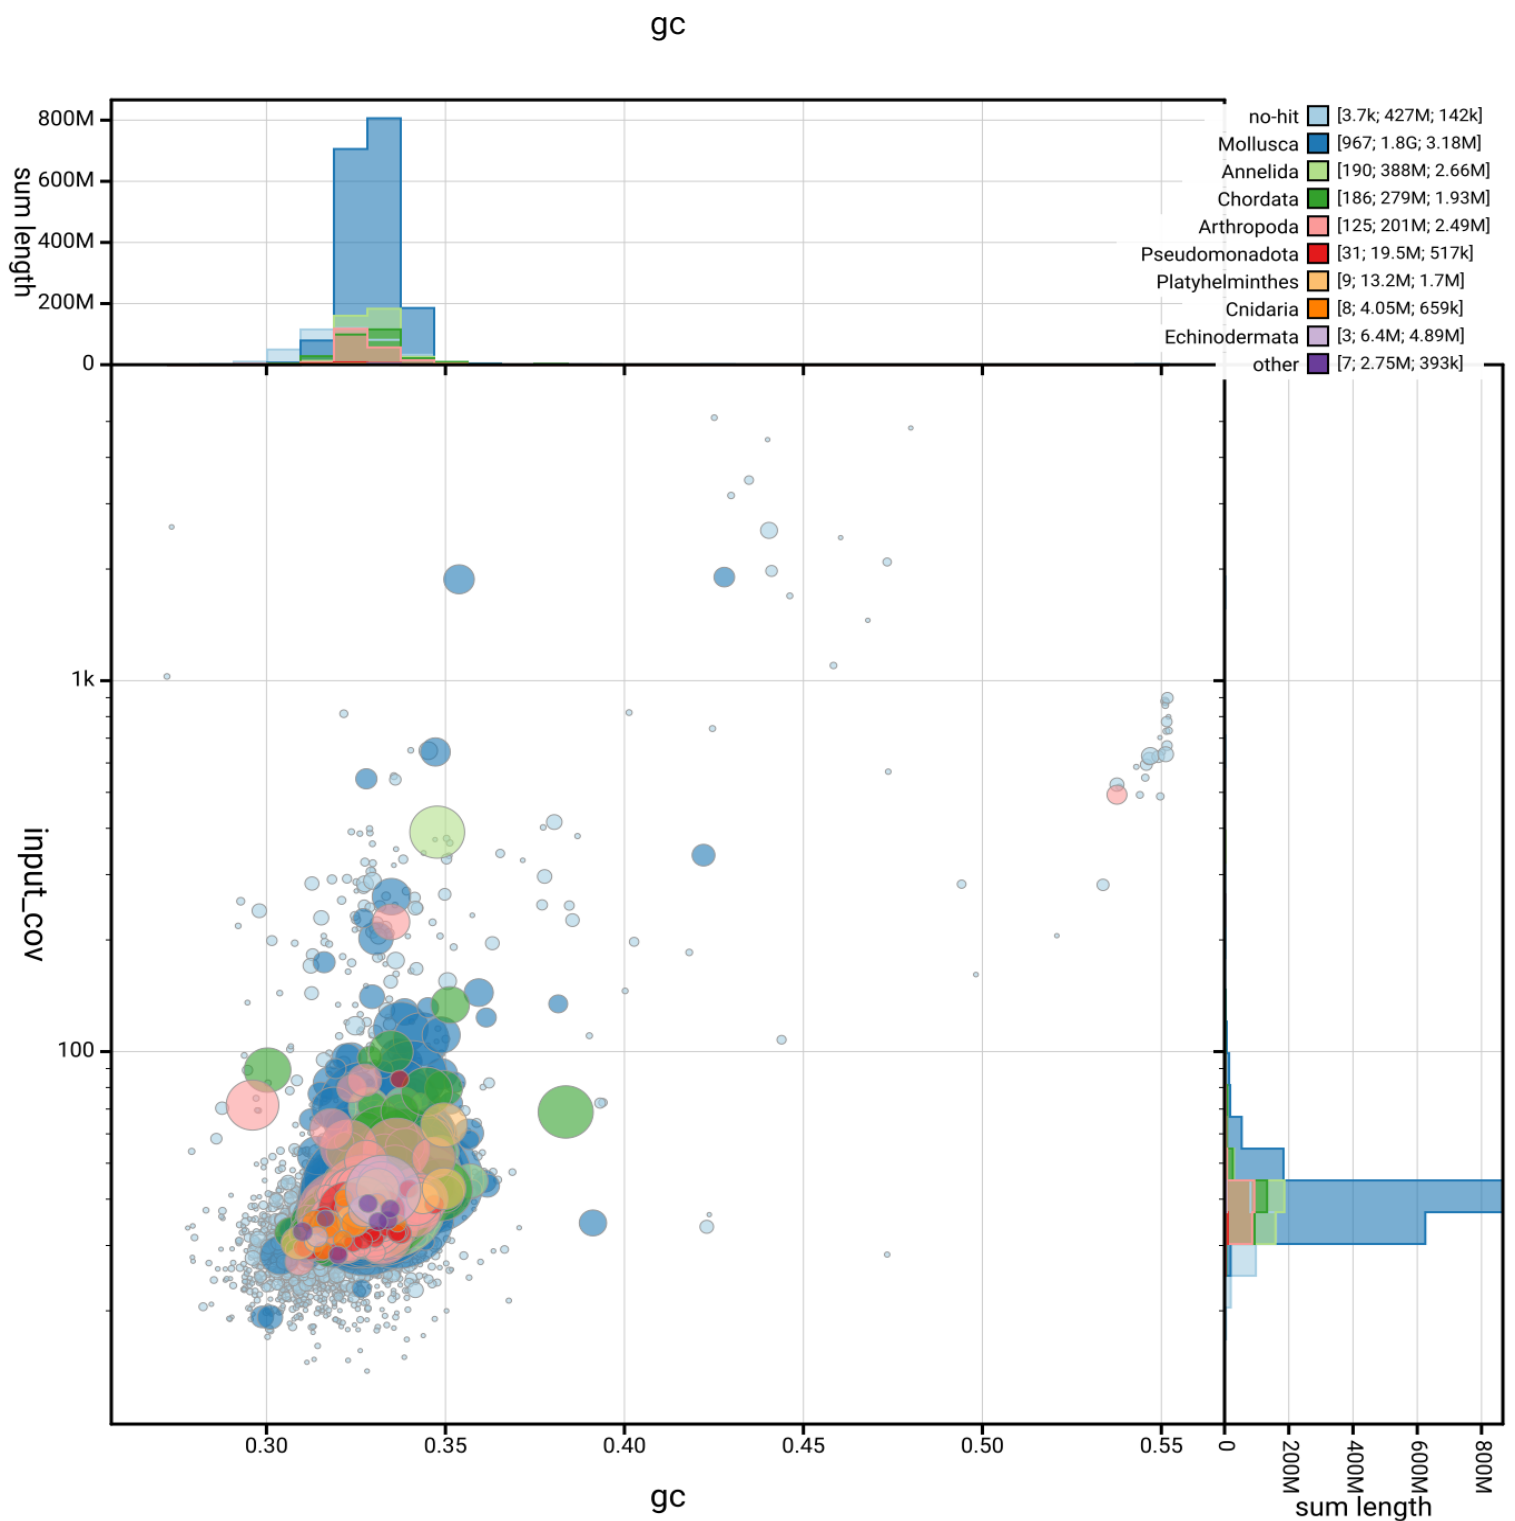 gc
800M
600M
400M
200M
0
sum length
no-hit [3.7k; 427M; 142k]
Mollusca [967; 1.8G; 3.18M]
Annelida [190; 388M; 2.66M]
Chordata [186; 279M; 1.93M]
Arthropoda [125; 201M; 2.49M]
Pseudomonadota [31; 19.5M; 517k]
Platyhelminthes [9; 13.2M; 1.7M]
Cnidaria [8; 4.05M; 659k]
Echinodermata [3; 6.4M; 4.89M]
other [7; 2.75M; 393k]
1k
100
input_cov
0.30 0.35 0.40 0.45 0.50 0.55
gc
0 200M 400M 600M 800M
sum length